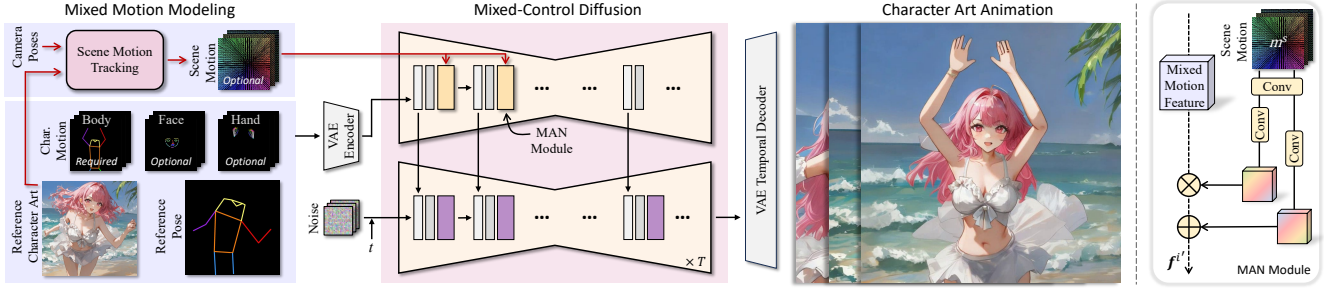 Mixed Motion Modeling
Camera
Poses
Scene Motion
Tracking
Scene
Motion
Optional
Char.
Motion
Body
Required
Face
Optional
Hand
Optional
Reference
Character Art
Reference
Pose
VAE
Encoder
Noise
t
Mixed-Control Diffusion
MAN
Module
× T
VAE Temporal Decoder
Character Art Animation
Scene
Motion
m^s
Mixed
Motion
Feature
Conv
Conv
Conv
f^i′
MAN Module